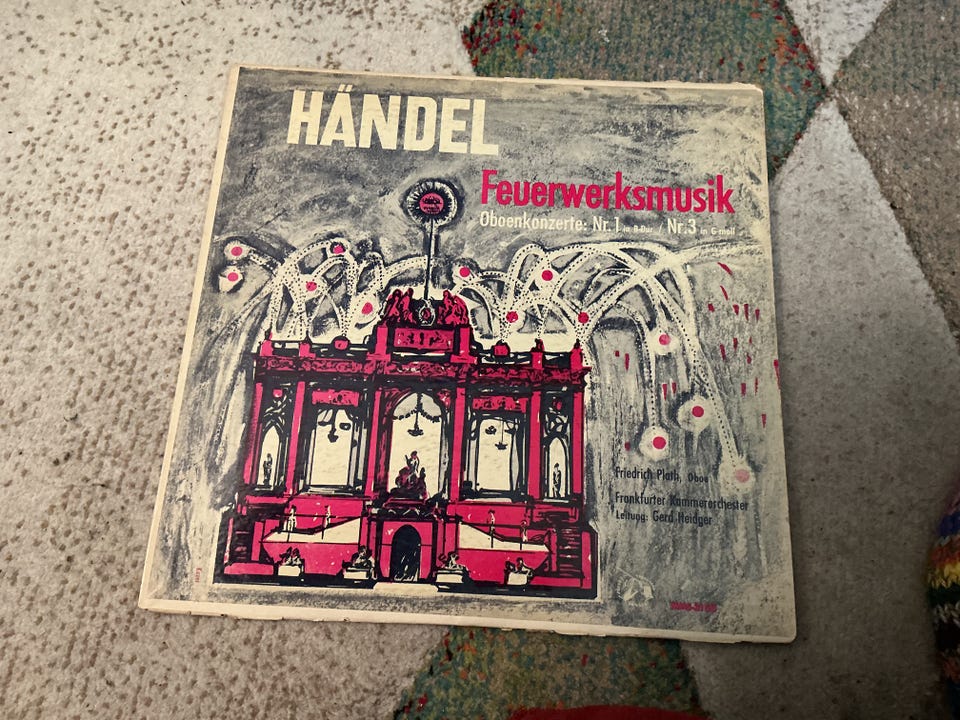 HÄNDEL
Feuerwerksmusik
Oboenkonzerte: Nr. 1 in B-Dur / Nr. 3 in G-moll
Friedrich Plath, Oboe
Frankfurter Kammerorchester
Leitung: Gerd Heidger